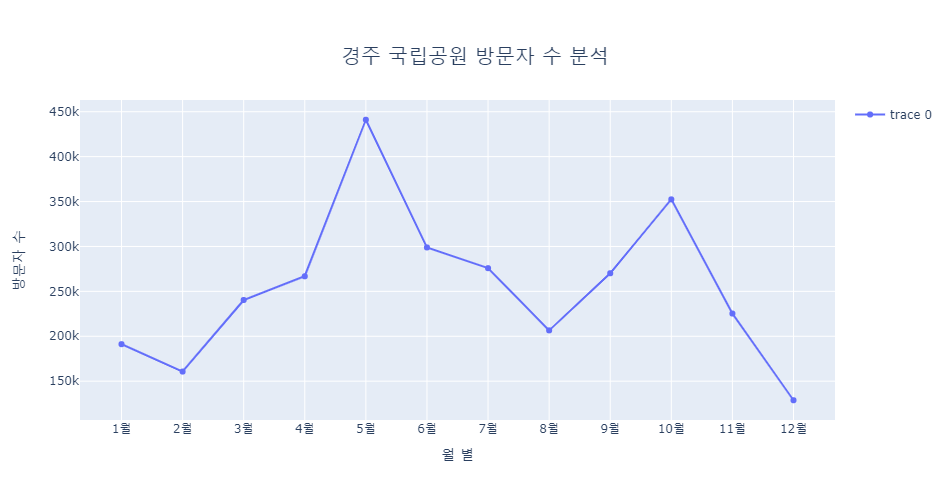 경주 국립공원 방문자 수 분석
450k
400k
350k
300k
250k
200k
150k
방문자 수
1월 2월 3월 4월 5월 6월 7월 8월 9월 10월 11월 12월
월 별
trace 0